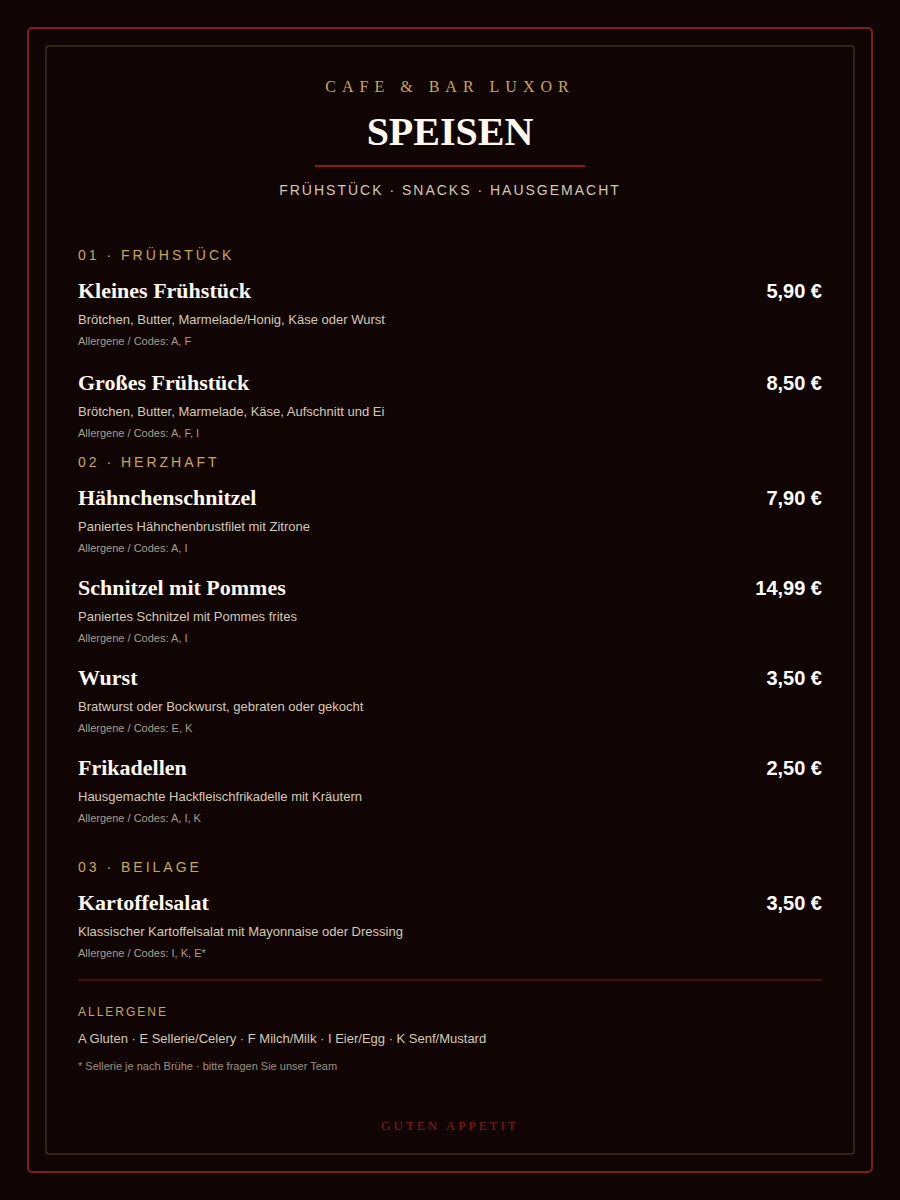 CAFE & BAR LUXOR
SPEISEN
FRÜHSTÜCK · SNACKS · HAUSGEMACHT
01 · FRÜHSTÜCK
Kleines Frühstück 5,90 €
Brötchen, Butter, Marmelade/Honig, Käse oder Wurst
Allergene / Codes: A, F
Großes Frühstück 8,50 €
Brötchen, Butter, Marmelade, Käse, Aufschnitt und Ei
Allergene / Codes: A, F, I
02 · HERZHAFT
Hähnchenschnitzel 7,90 €
Paniertes Hähnchenbrustfilet mit Zitrone
Allergene / Codes: A, I
Schnitzel mit Pommes 14,99 €
Paniertes Schnitzel mit Pommes frites
Allergene / Codes: A, I
Wurst 3,50 €
Bratwurst oder Bockwurst, gebraten oder gekocht
Allergene / Codes: E, K
Frikadellen 2,50 €
Hausgemachte Hackfleischfrikadelle mit Kräutern
Allergene / Codes: A, I, K
03 · BEILAGE
Kartoffelsalat 3,50 €
Klassischer Kartoffelsalat mit Mayonnaise oder Dressing
Allergene / Codes: I, K, E*
ALLERGENE
A Gluten · E Sellerie/Celery · F Milch/Milk · I Eier/Egg · K Senf/Mustard
* Sellerie je nach Brühe · bitte fragen Sie unser Team
GUTEN APPETIT